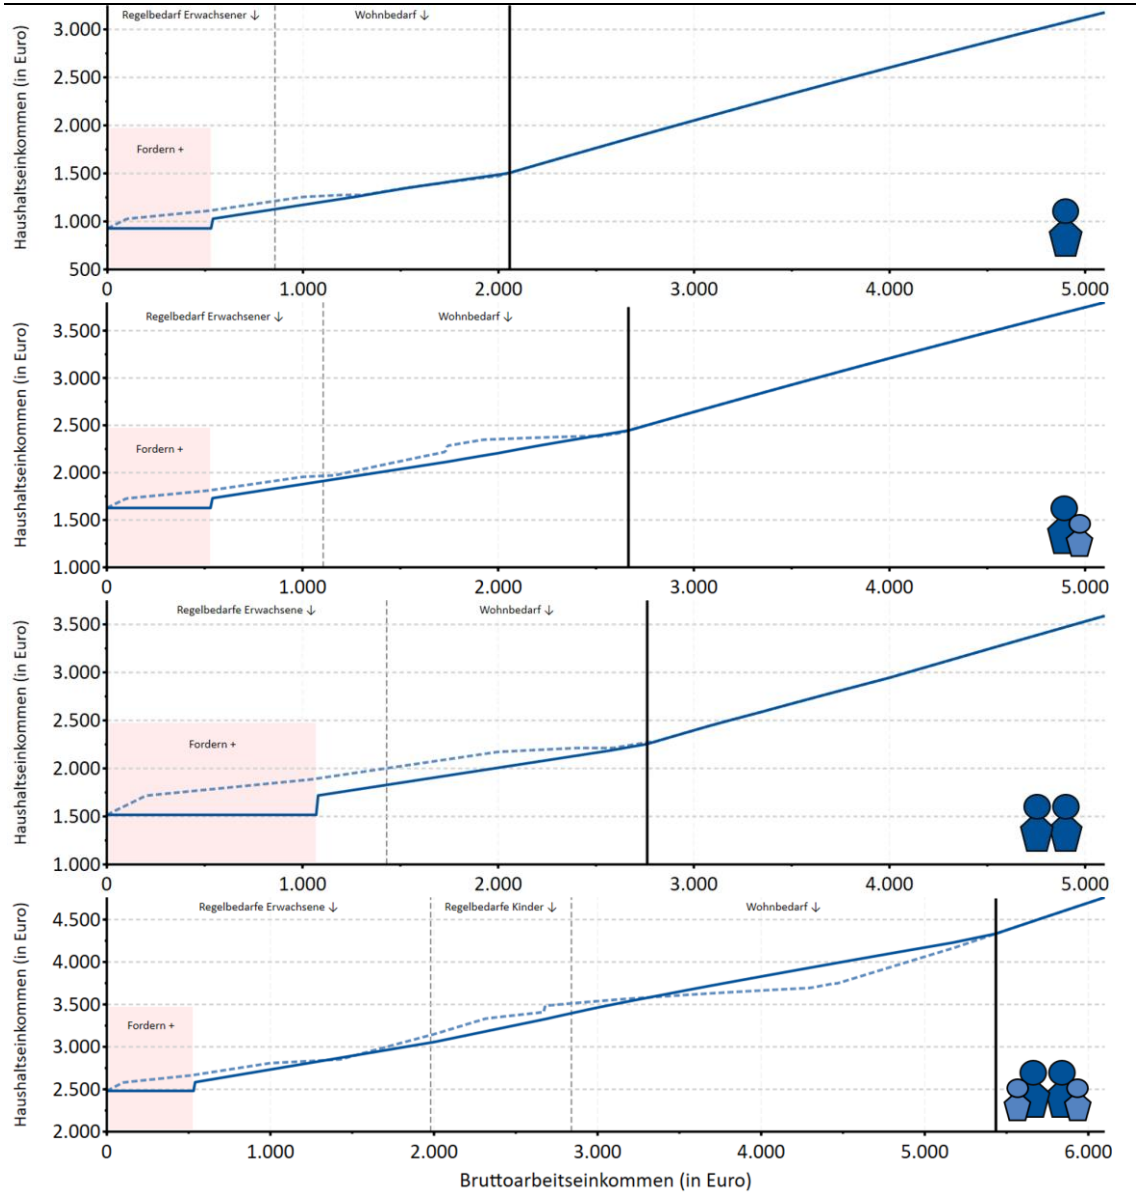 Regelbedarf Erwachsener ↓ Wohnbedarf ↓
Haushaltseinkommen (in Euro)
3.000
2.500
2.000
1.500
1.000
500
Fordern +
0 1.000 2.000 3.000 4.000 5.000
Regelbedarf Erwachsener ↓ Wohnbedarf ↓
Haushaltseinkommen (in Euro)
3.500
3.000
2.500
2.000
1.500
1.000
Fordern +
0 1.000 2.000 3.000 4.000 5.000
Regelbedarfe Erwachsene ↓ Wohnbedarf ↓
Haushaltseinkommen (in Euro)
3.500
3.000
2.500
2.000
1.500
1.000
Fordern +
0 1.000 2.000 3.000 4.000 5.000
Regelbedarfe Erwachsene ↓ Regelbedarfe Kinder ↓ Wohnbedarf ↓
Haushaltseinkommen (in Euro)
4.500
4.000
3.500
3.000
2.500
2.000
Fordern +
0 1.000 2.000 3.000 4.000 5.000 6.000
Bruttoarbeitseinkommen (in Euro)